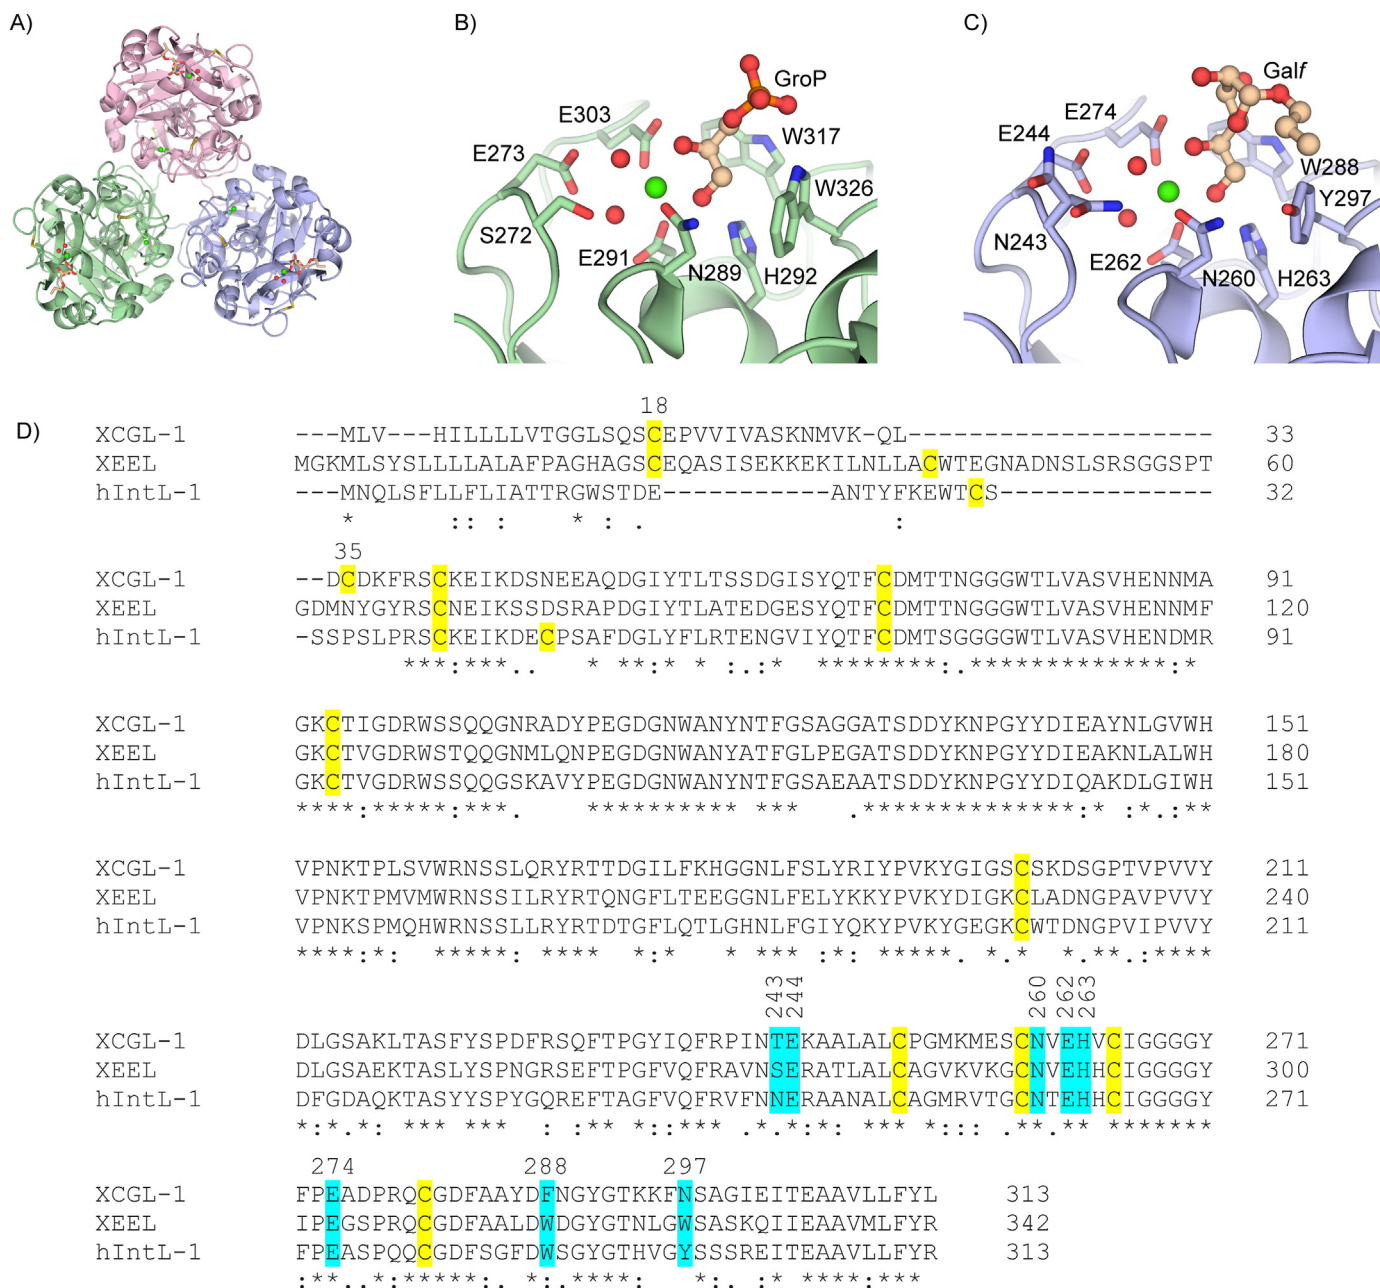 A)
B)
C)
GroP
E303
W317
E273
W326
S272
E291
N289
H292
Galf
E274
E244
W288
Y297
N243
E262
N260
H263
D)
18
XCGL-1 ---MLV---HILLLLVTGGLSQSCEPVVIVASKNMVK-QL-------------------- 33
XEEL MGKMLSYSLLLLALAFPAGHAGSCEQASISEKKEKILNLLACWTEGNADNSLSRSGGSPT 60
hIntL-1 ---MNQLSFLLFLIATTRGWSTDE-----------ANTYFKEWTCS-------------- 32
* :: : * : . :
35
XCGL-1 --DCDKFRSCKEIKDSNEEAQDGIYTLTSSDGISYQTFCDMTTNGGGWTLVASVHENNMA 91
XEEL GDMNYGYRSCNEIKSSDSRAPDGIYTLATEDGESYQTFCDMTTNGGGWTLVASVHENNMF 120
hIntL-1 -SSPSLPRSCKEIKDECPSAFDGLYFLRTENGVIYQTFCDMTSGGGGWTLVASVHENDMR 91
***:***.. * **:* * :.:* *******..*************:*
XCGL-1 GKCTIGDRWSSQQGNRADYPEGDGNWANYNTFGSAGGATSDDYKNPGYYDIEAYNLGVWH 151
XEEL GKCTVGDRWSTQQGNMLQNPEGDGNWANYATFGLPEGATSDDYKNPGYYDIEAKNLALWH 180
hIntL-1 GKCTVGDRWSSQQGSKAVYPEGDGNWANYNTFGSAEAATSDDYKNPGYYDIQAKDLGIWH 151
****:*****:***. ********** *** .**************:* :*.:**
XCGL-1 VPNKTPLSVWRNSSLQRYRTTDGILFKHGGNLFSLYRIYPVKYGIGSCSKDSGPTVPVVY 211
XEEL VPNKTPMVMWRNSSILRYRTQNGFLTEEGGNLFELYKKYPVKYDIGKCLADNGPAVPVVY 240
hIntL-1 VPNKSPMQHWRNSSLLRYRTDTGFLQTLGHNLFGIYQKYPVKYGEGKCWTDNGPVIPVVY 211
****:*: *****: **** *:* * *** :*: *****. *.* *.**.:****
243
244
260
262
263
XCGL-1 DLGSAKLTASFYSPDFRSQFTPGYIQFRPINTEKAALALCPGMKMESCNVEHVCIGGGGY 271
XEEL DLGSAEKTASLYSPNGRSEFTPGFVQFRAVNSERATLALCAGVKVKGCNVEHHCIGGGGY 300
hIntL-1 DFGDAQKTASYYSPYGQREFTAGFVQFRVFNNERAANALCAGMRVTGCNTEHHCIGGGGY 271
*:*.*: *** *** : :** *::*** .*.*:*: *** *::: .**.** *******
274
288
297
XCGL-1 FPEADPRQCGDFAAYDFNGYGTKKFNSAGIEITEAAVLLFYL 313
XEEL IPEGSPRQCGDFAALDWDGYGTNLGWSASKQIIEAAVMLFYR 342
hIntL-1 FPEASPQQCGDFSGFDWSGYGTHVGYSSSREITEAAVLLFYR 313
:**..*:*****:. *:.****: *:. :* ****:***